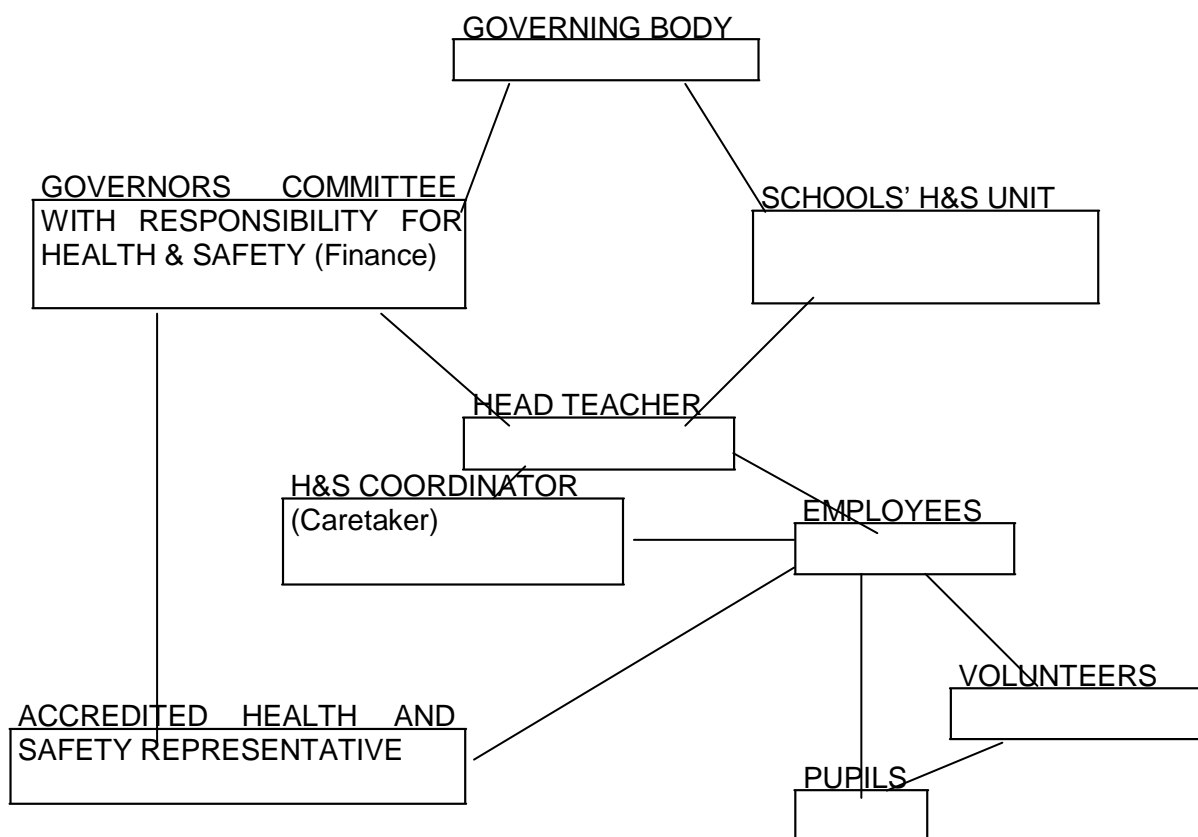 GOVERNING BODY
GOVERNORS COMMITTEE
WITH RESPONSIBILITY FOR
HEALTH & SAFETY (Finance)
SCHOOLS’ H&S UNIT
HEAD TEACHER
H&S COORDINATOR
(Caretaker)
EMPLOYEES
VOLUNTEERS
ACCREDITED HEALTH AND
SAFETY REPRESENTATIVE
PUPILS